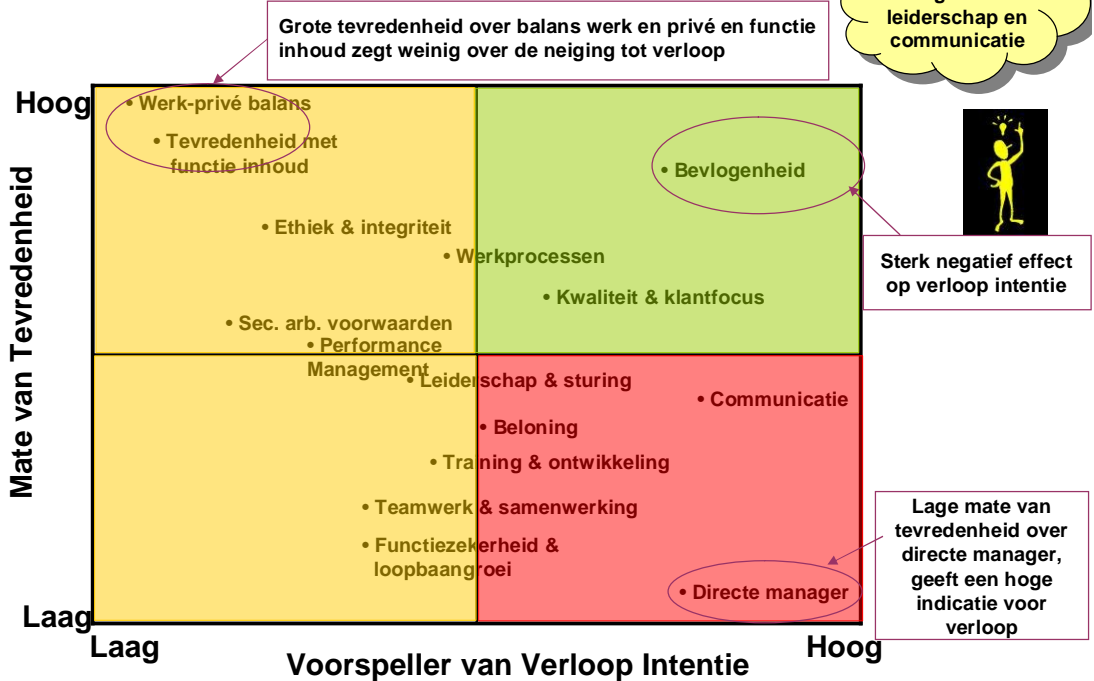 Grote tevredenheid over balans werk en privé en functie
inhoud zegt weinig over de neiging tot verloop
leiderschap en
communicatie
Hoog
• Werk-privé balans
• Tevredenheid met
functie inhoud
• Bevlogenheid
• Ethiek & integriteit
• Werkprocessen
Sterk negatief effect
op verloop intentie
• Kwaliteit & klantfocus
• Sec. arb. voorwaarden
• Performance
Management
• Leiderschap & sturing
• Communicatie
• Beloning
• Training & ontwikkeling
• Teamwerk & samenwerking
• Functiezekerheid &
loopbaangroei
• Directe manager
Lage mate van
tevredenheid over
directe manager,
geeft een hoge
indicatie voor
verloop
Mate van Tevredenheid
Laag
Laag
Hoog
Voorspeller van Verloop Intentie